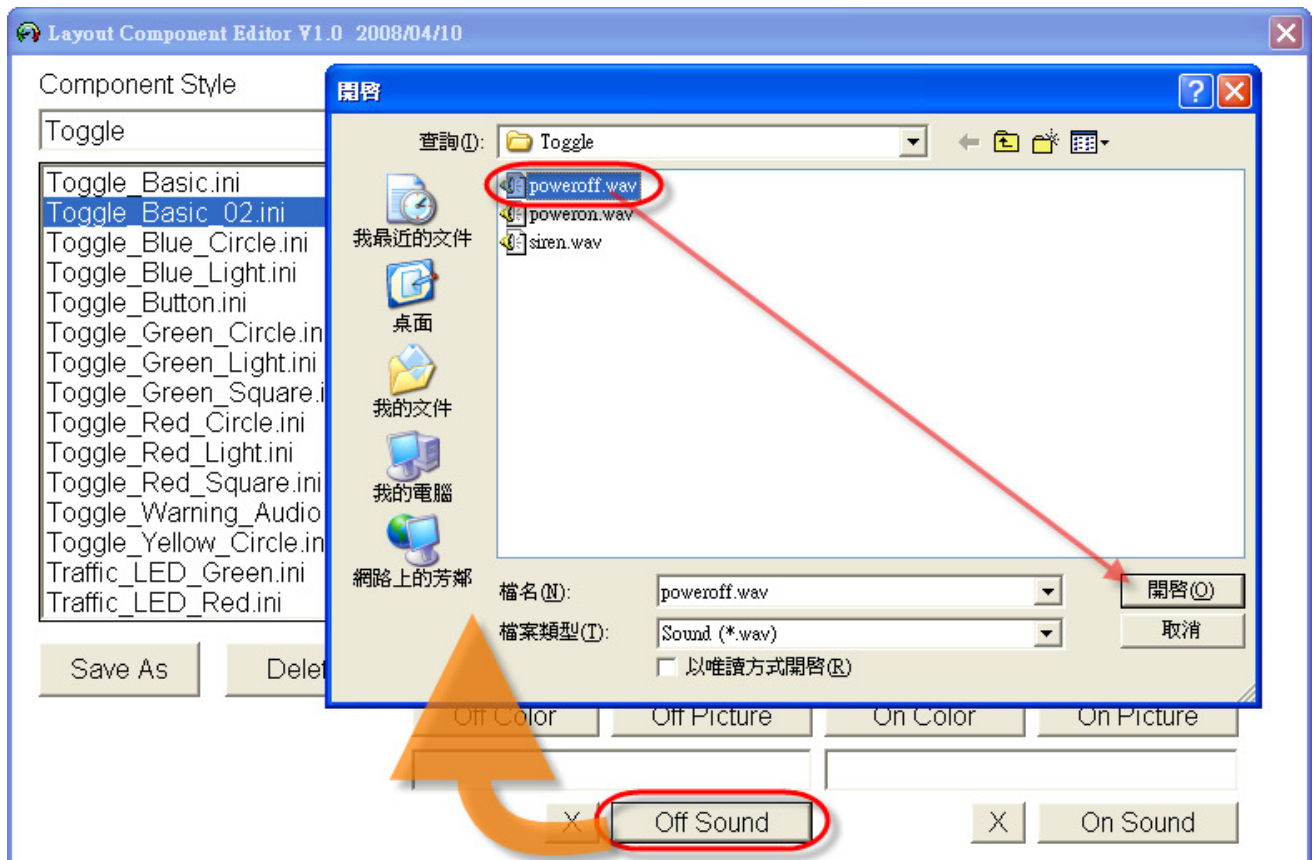 Layout Component Editor V1.0 2008/04/10
Component Style
Toggle
Toggle_Basic.ini
Toggle_Basic_02.ini
Toggle_Blue_Circle.ini
Toggle_Blue_Light.ini
Toggle_Button.ini
Toggle_Green_Circle.in
Toggle_Green_Light.ini
Toggle_Green_Square.i
Toggle_Red_Circle.ini
Toggle_Red_Light.ini
Toggle_Red_Square.ini
Toggle_Warning_Audio
Toggle_Yellow_Circle.in
Traffic_LED_Green.ini
Traffic_LED_Red.ini
Save As
Delet
開啓
查詢(I):
Toggle
我最近的文件
桌面
我的文件
我的電腦
網路上的芳鄰
poweroff.wav
poweron.wav
siren.wav
檔名(N):
poweroff.wav
開啓(O)
檔案類型(T):
Sound (*.wav)
取消
以唯讀方式開啓(R)
Off Color
Off Picture
On Color
On Picture
X
Off Sound
X
On Sound